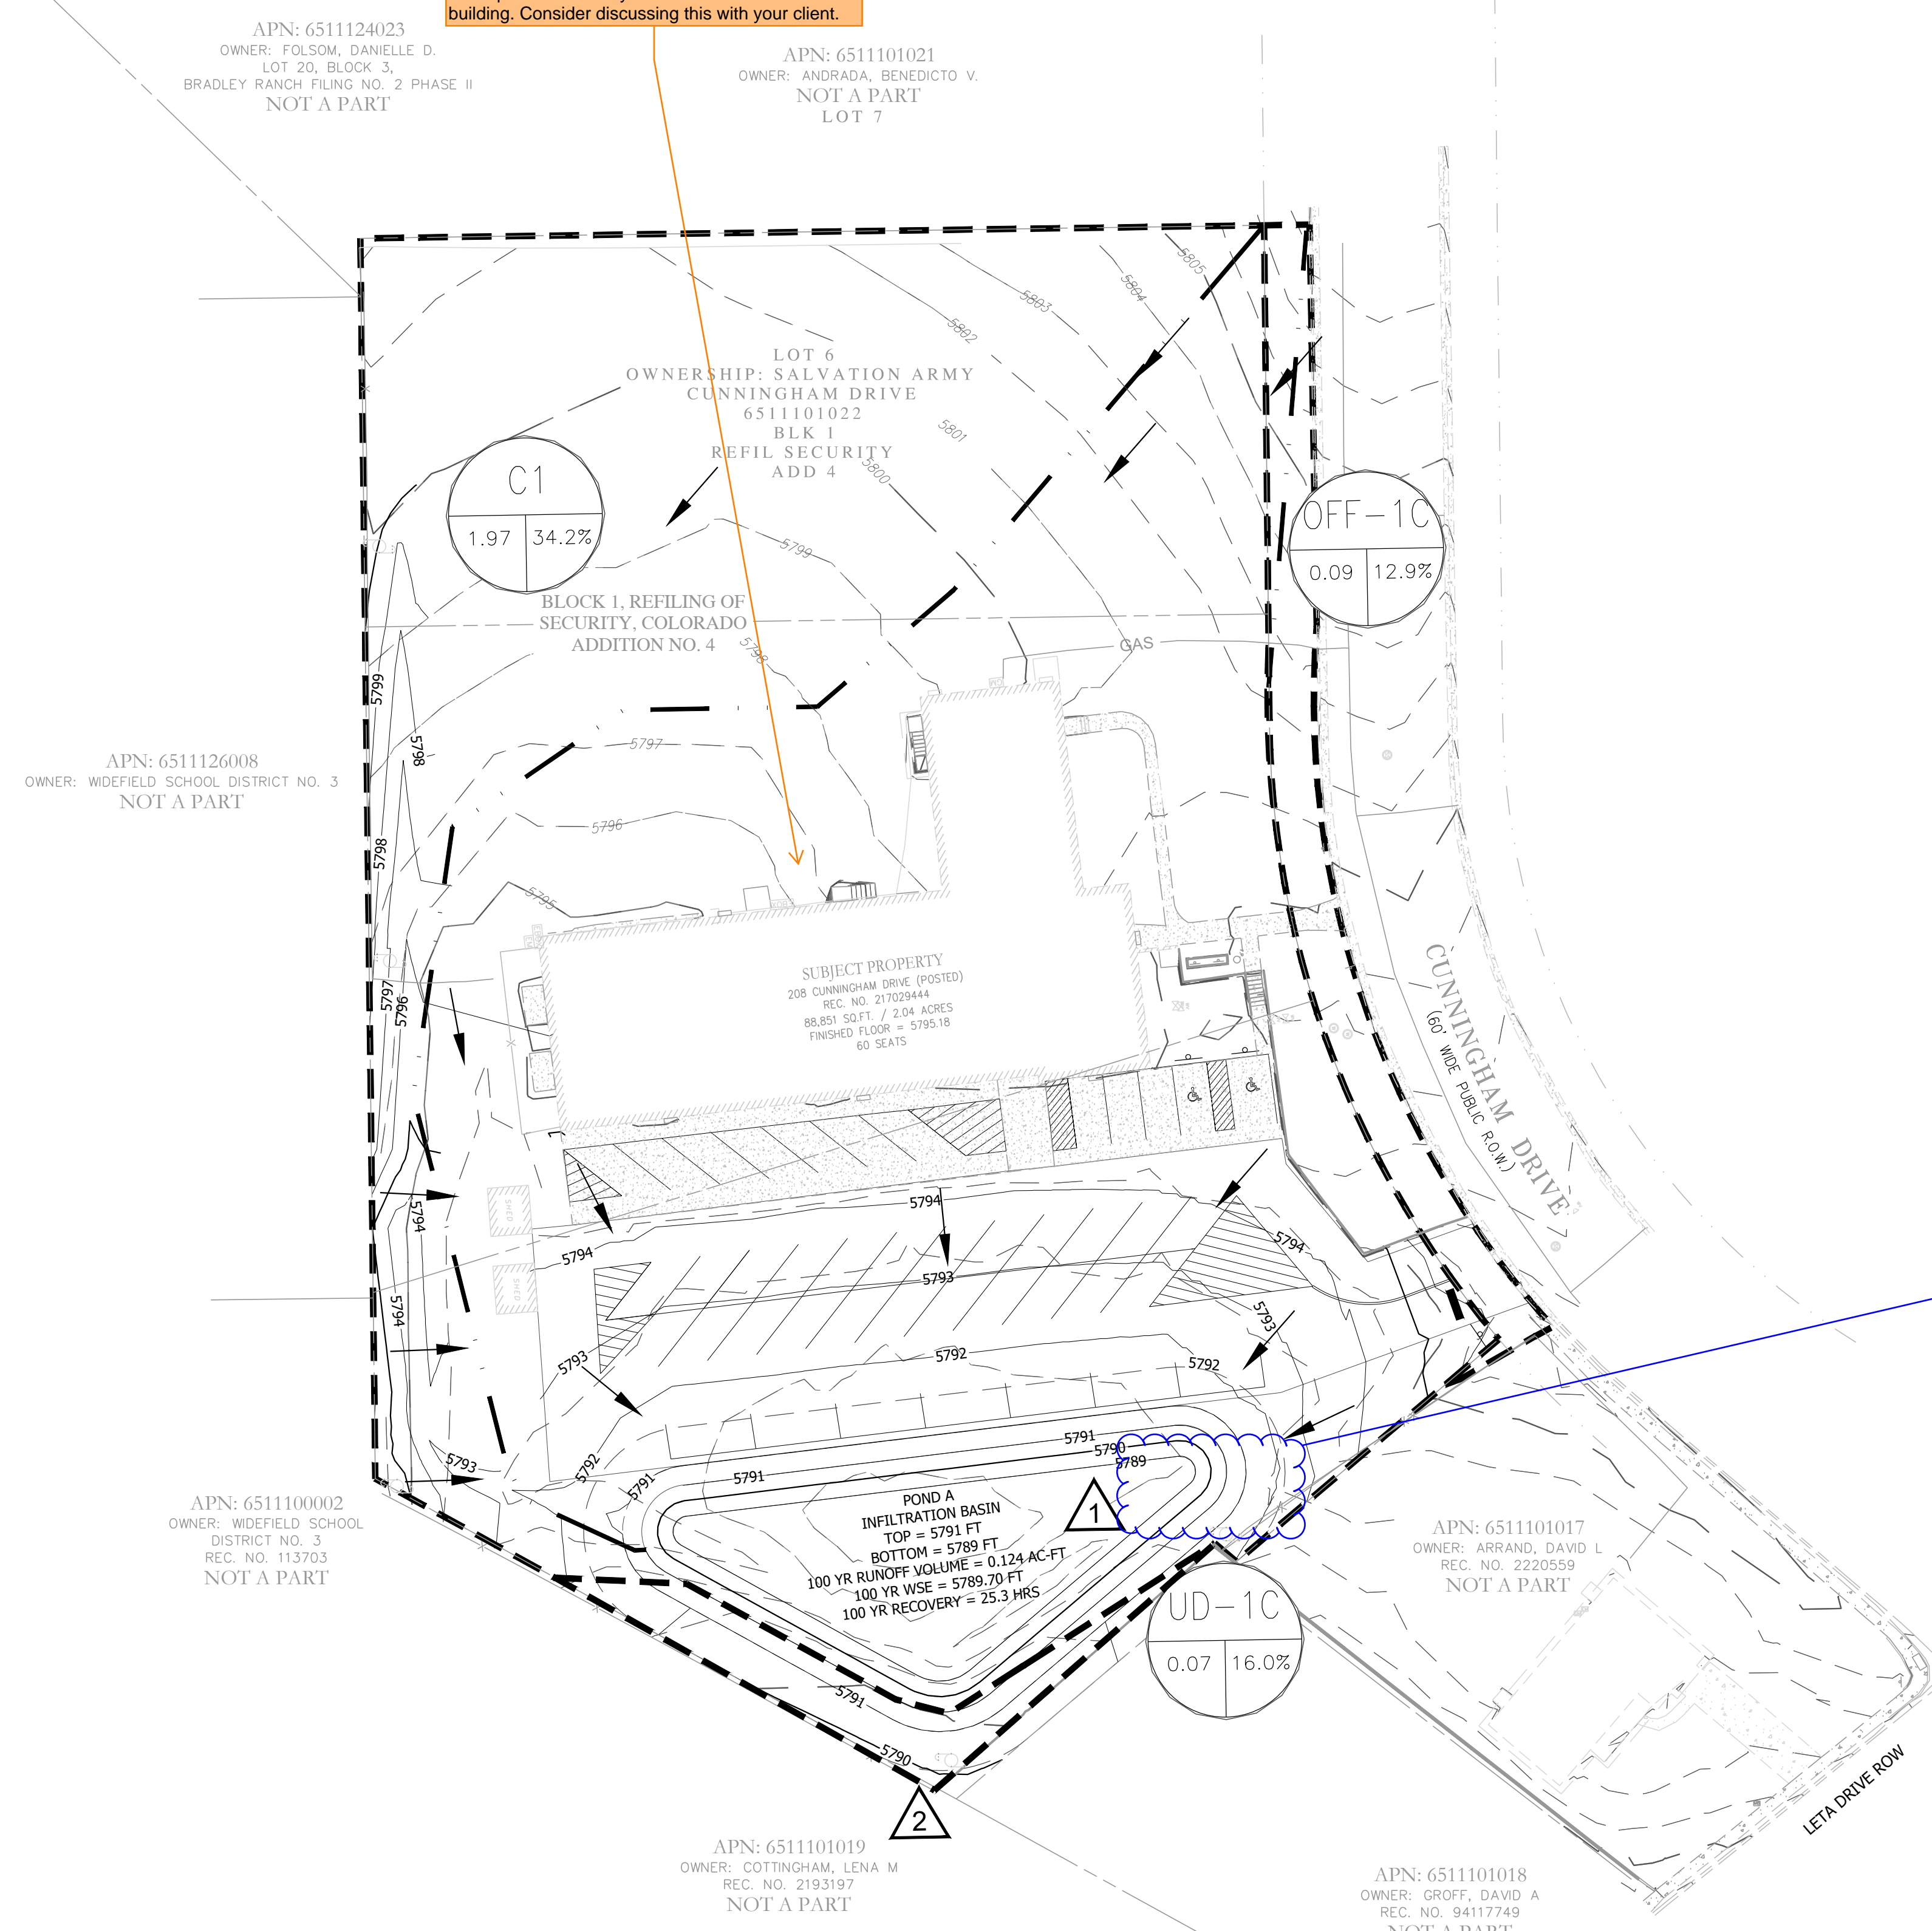 building. Consider discussing this with your client.
APN: 6511124023
OWNER: FOLSOM, DANIELLE D.
LOT 20, BLOCK 3,
BRADLEY RANCH FILING NO. 2 PHASE II
NOT A PART
APN: 6511101021
OWNER: ANDRADA, BENEDICTO V.
NOT A PART
LOT 7
5805
5804
5803
5802
LOT 6
OWNERSHIP: SALVATION ARMY
CUNNINGHAM DRIVE
6511101022
BLK 1
REFIL SECURITY
ADD 4
5801
5800
5799
C1
1.97 34.2%
OFF-1C
0.09 12.9%
BLOCK 1, REFILING OF
SECURITY, COLORADO
ADDITION NO. 4
5798
GAS
5799
5798
5797
5796
5795
5798
5797
5796
APN: 6511126008
OWNER: WIDEFIELD SCHOOL DISTRICT NO. 3
NOT A PART
SUBJECT PROPERTY
208 CUNNINGHAM DRIVE (POSTED)
REC. NO. 217029444
88,851 SQ.FT. / 2.04 ACRES
FINISHED FLOOR = 5795.18
60 SEATS
CUNNINGHAM DRIVE
(60' WIDE PUBLIC R.O.W.)
SHED
SHED
5794
5794
5794
5794
5794
5793
5793
5793
5792
5792
5793
5792
5791
5791
5791
5790
5789
POND A
INFILTRATION BASIN
TOP = 5791 FT
BOTTOM = 5789 FT
100 YR RUNOFF VOLUME = 0.124 AC-FT
100 YR WSE = 5789.70 FT
100 YR RECOVERY = 25.3 HRS
1
UD-1C
0.07 16.0%
5791
5790
2
APN: 6511100002
OWNER: WIDEFIELD SCHOOL
DISTRICT NO. 3
REC. NO. 113703
NOT A PART
APN: 6511101017
OWNER: ARRAND, DAVID L
REC. NO. 2220559
NOT A PART
LETA DRIVE ROW
APN: 6511101019
OWNER: COTTINGHAM, LENA M
REC. NO. 2193197
NOT A PART
APN: 6511101018
OWNER: GROFF, DAVID A
REC. NO. 94117749
NOT A PART